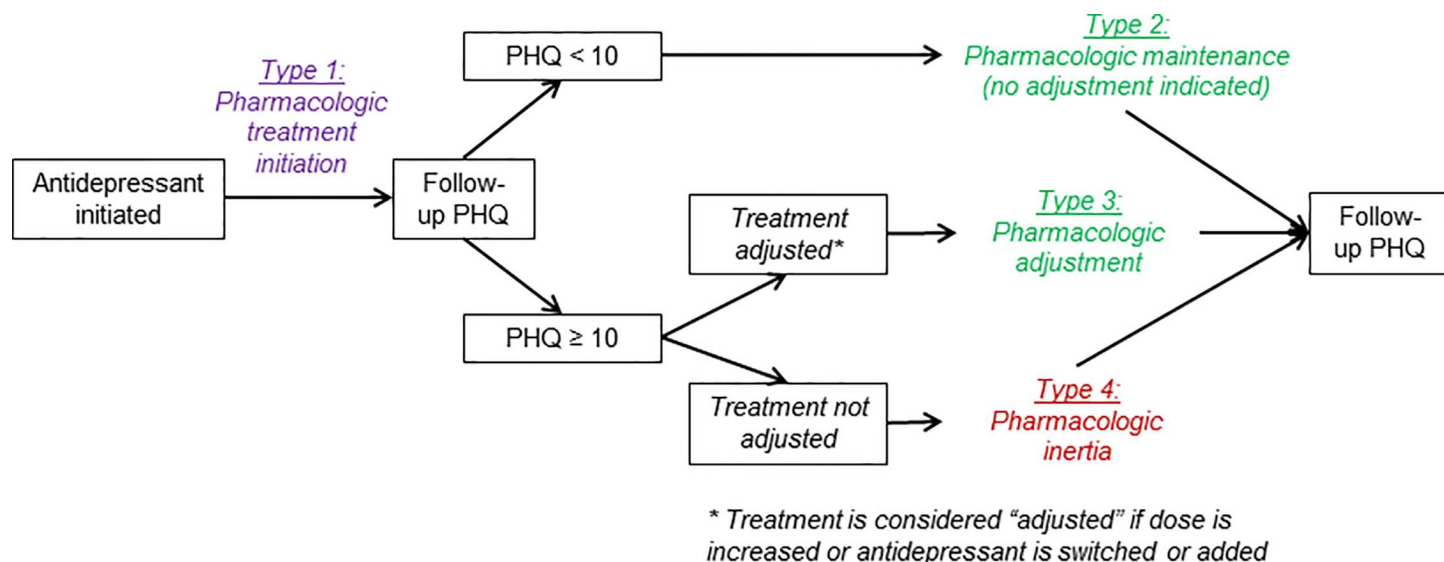 Type 1:
Pharmacologic
treatment
initiation
Antidepressant
initiated
Follow-
up PHQ
PHQ < 10
Type 2:
Pharmacologic maintenance
(no adjustment indicated)
PHQ ≥ 10
Treatment
adjusted*
Type 3:
Pharmacologic
adjustment
Treatment not
adjusted
Type 4:
Pharmacologic
inertia
Follow-
up PHQ
* Treatment is considered “adjusted” if dose is
increased or antidepressant is switched or added